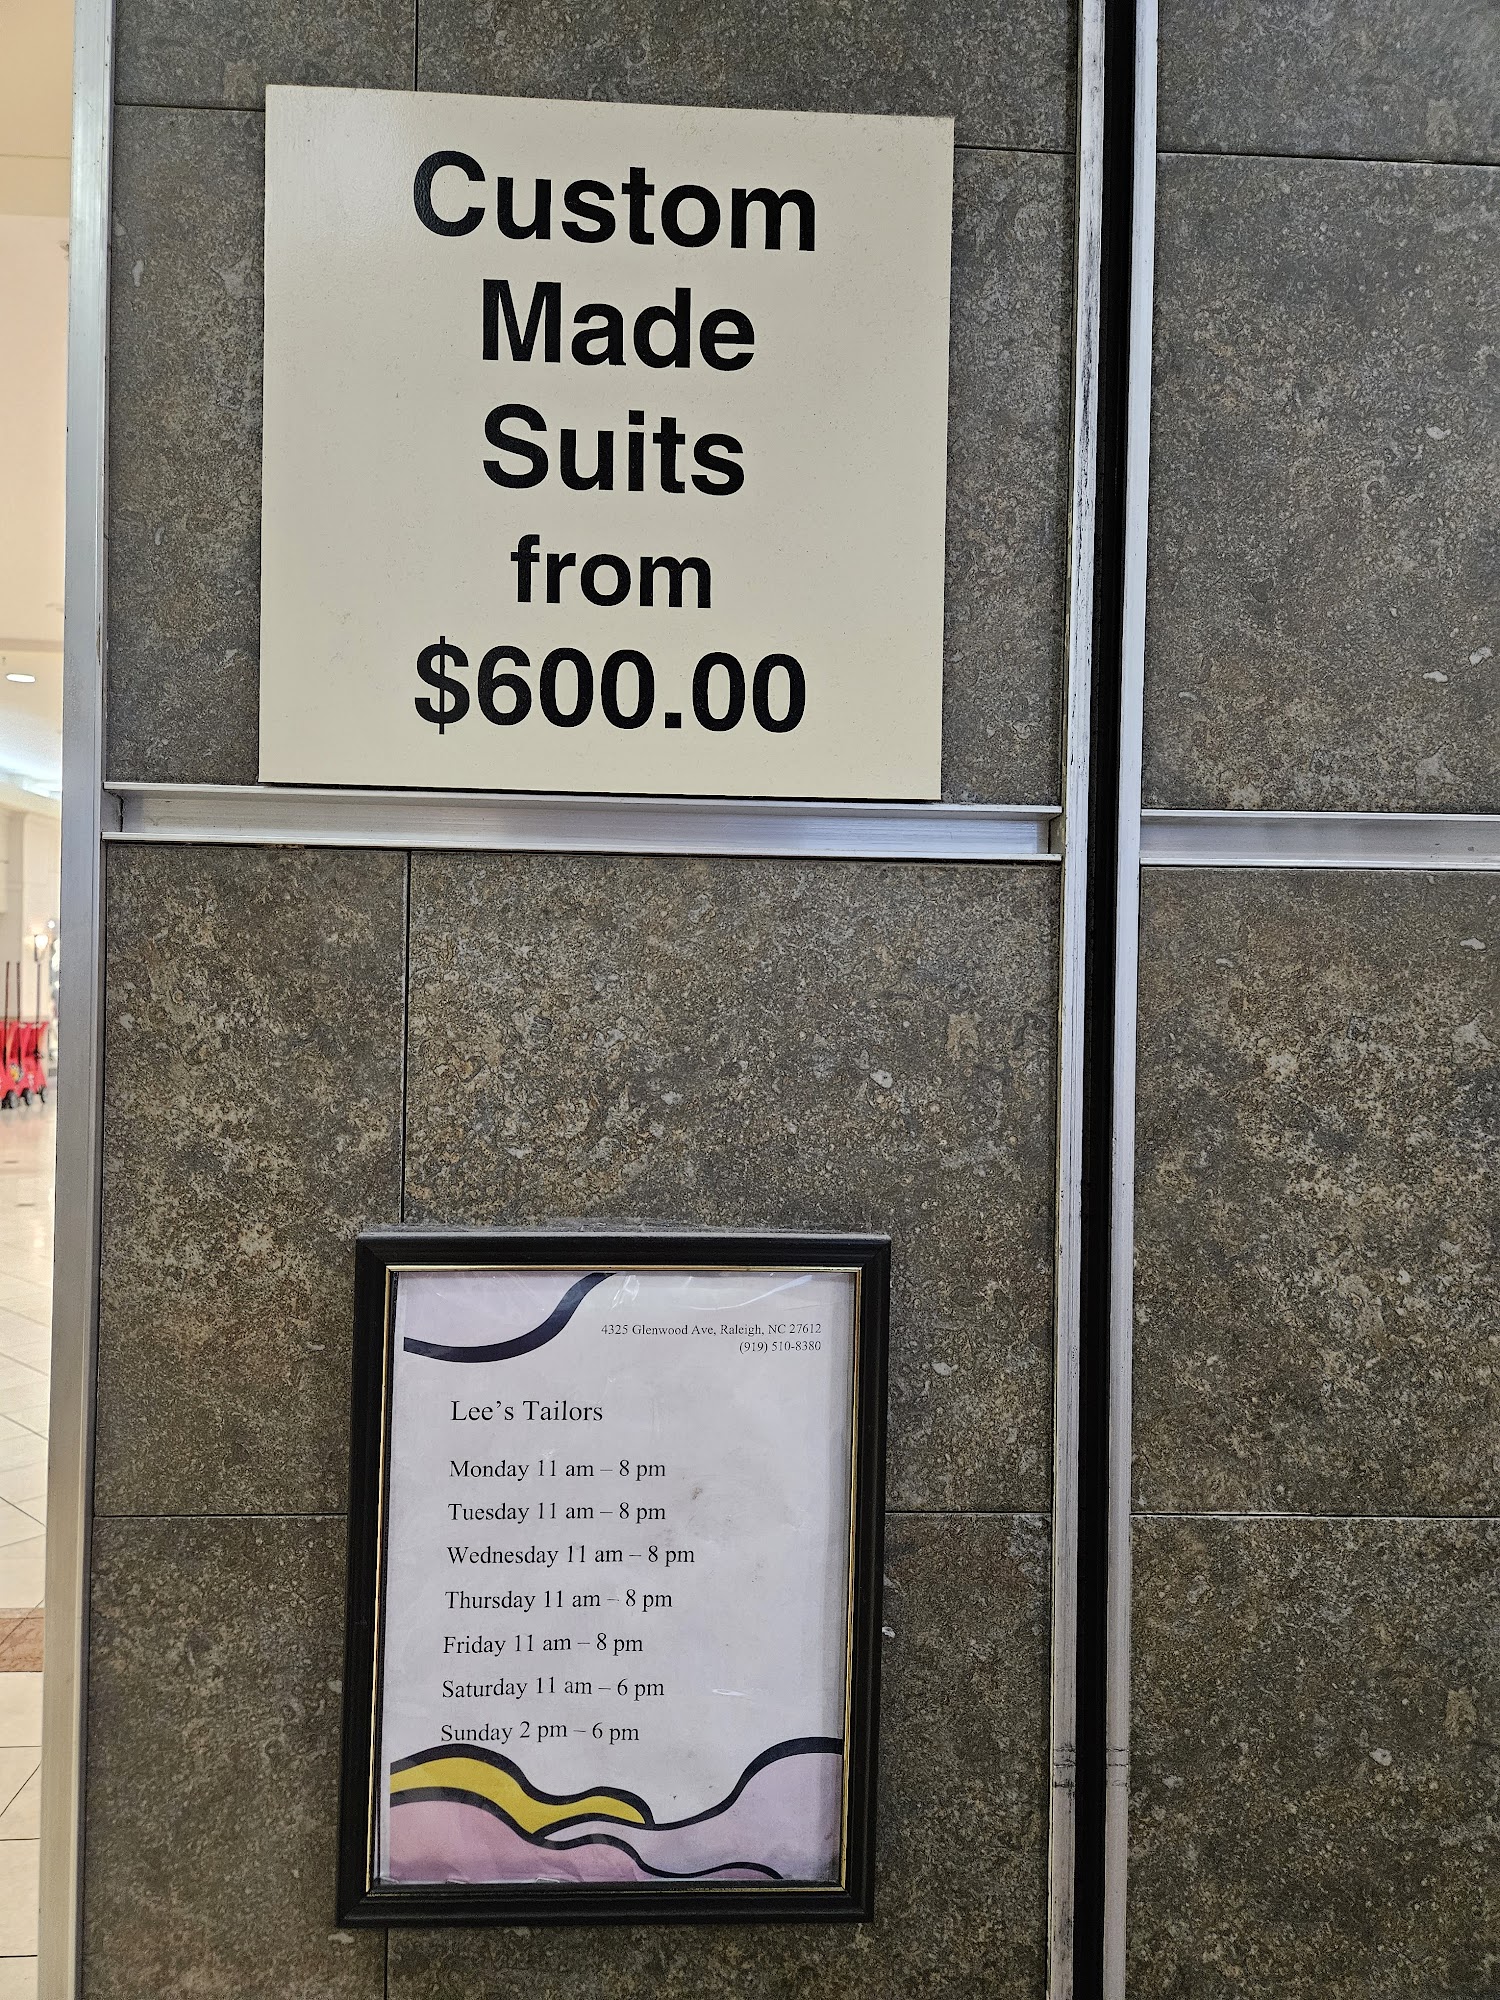 Custom
Made
Suits
from
$600.00
4325 Glenwood Ave, Raleigh, NC 27612
(919) 510-8380
Lee’s Tailors
Monday 11 am – 8 pm
Tuesday 11 am – 8 pm
Wednesday 11 am – 8 pm
Thursday 11 am – 8 pm
Friday 11 am – 8 pm
Saturday 11 am – 6 pm
Sunday 2 pm – 6 pm